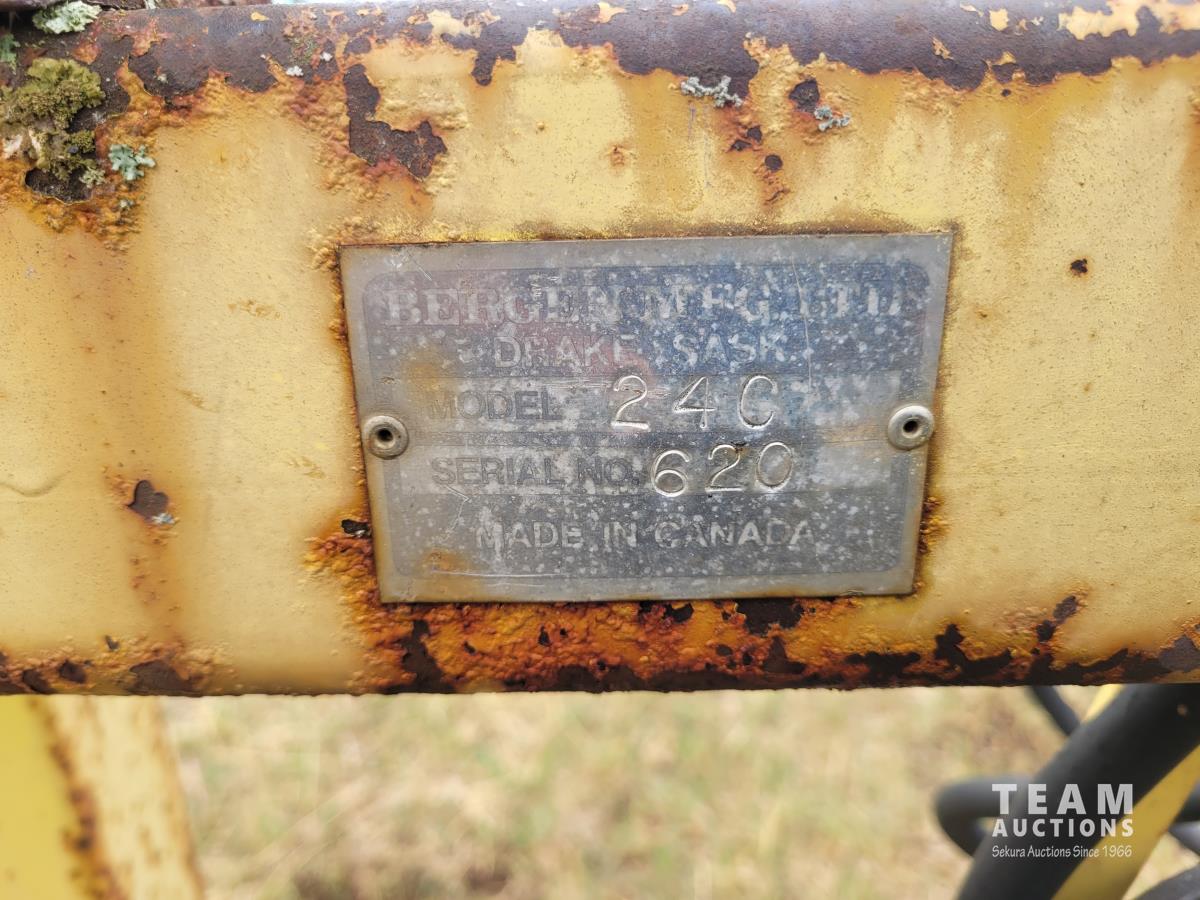 BERGEN MFG. LTD.
DRAKE, SASK.
MODEL 24C
SERIAL NO. 620
MADE IN CANADA
TEAM
AUCTIONS
Sekura Auctions Since 1966